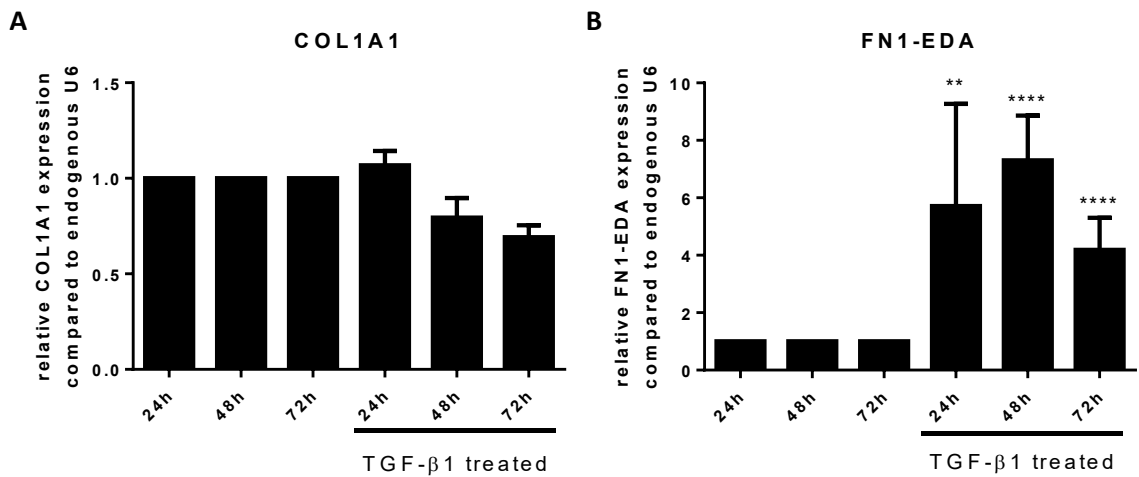 A
COL1A1
relative COL1A1 expression
compared to endogenous U6
1.5
1.0
0.5
0.0
24h
48h
72h
24h
48h
72h
TGF-β1 treated
B
FN1-EDA
relative FN1-EDA expression
compared to endogenous U6
10
8
6
4
2
0
**
****
****
24h
48h
72h
24h
48h
72h
TGF-β1 treated